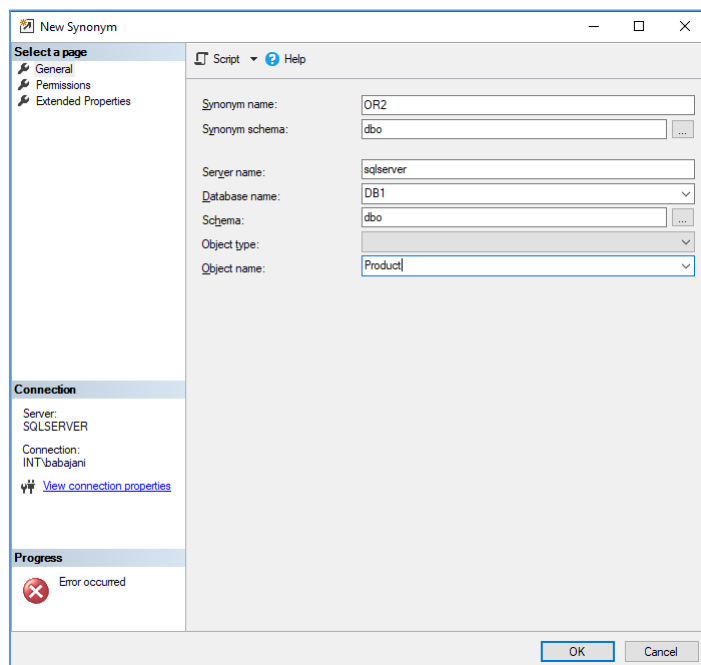 New Synonym
Select a page
General
Permissions
Extended Properties
Script
Help
Synonym name:
OR2
Synonym schema:
dbo
...
Server name:
sqlserver
Database name:
DB1
Schema:
dbo
...
Object type:
Object name:
Product
Connection
Server:
SQLSERVER
Connection:
INT\babajani
View connection properties
Progress
Error occurred
OK
Cancel